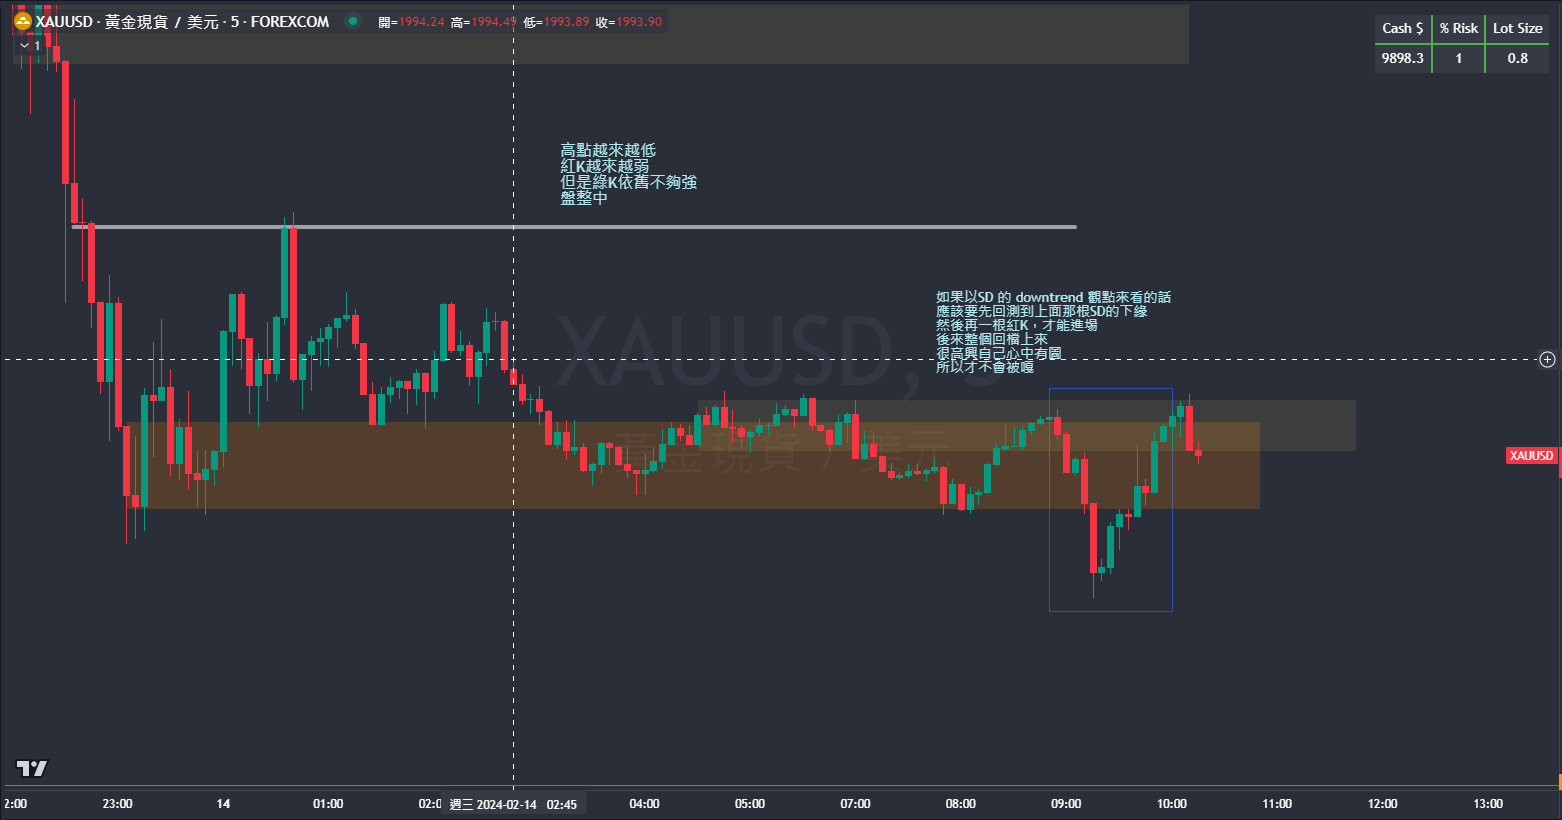 XAUUSD · 黃金現貨 / 美元 · 5 · FOREXCOM 開=1994.24 高=1994.49 低=1993.89 收=1993.90
1
Cash $ % Risk Lot Size
9898.3 1 0.8
高點越來越低
紅K越來越弱
但是綠K依舊不夠強
盤整中
如果以SD 的 downtrend 觀點來看的話
應該要先回測到上面那根SD的下緣
然後再一根紅K，才能進場
後來整個回檔上來
很高興自己心中有圖
所以才不會被嘎
XAUUSD, 5
黃金現貨 / 美元
XAUUSD
2:00 23:00 14 01:00 02:0 週三 2024-02-14 02:45 04:00 05:00 07:00 08:00 09:00 10:00 11:00 12:00 13:00